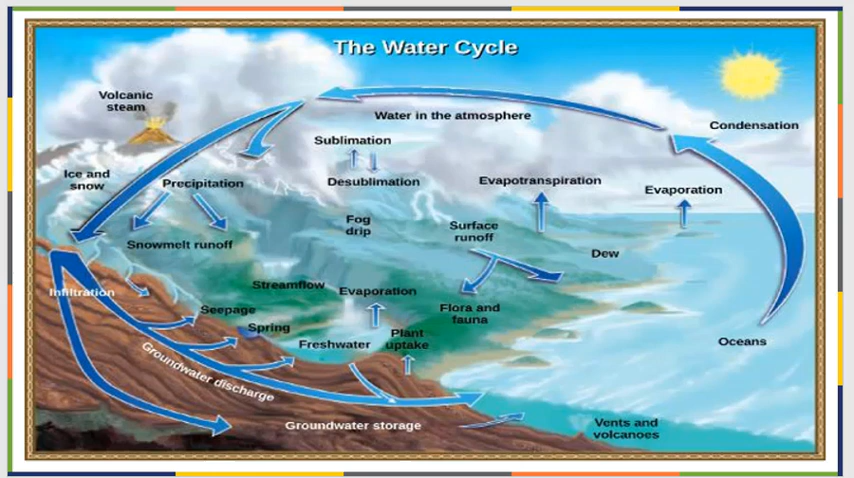 The Water Cycle
Volcanic
steam
Water in the atmosphere
Condensation
Sublimation
Ice and
snow
Precipitation
Desublimation
Evapotranspiration
Evaporation
Fog
drip
Surface
runoff
Snowmelt runoff
Dew
Infiltration
Streamflow
Evaporation
Seepage
Flora and
fauna
Spring
Freshwater
Plant
uptake
Oceans
Groundwater discharge
Groundwater storage
Vents and
volcanoes